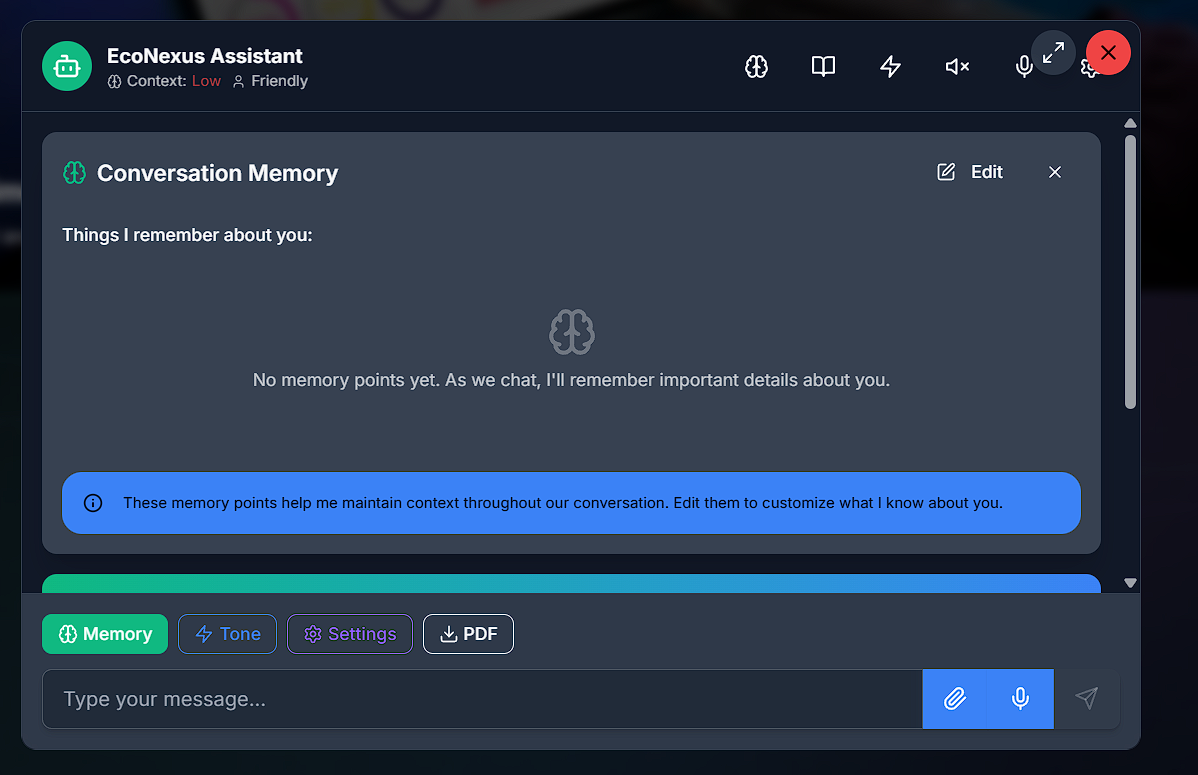 EcoNexus Assistant
Context: Low Friendly
Conversation Memory
Edit
Things I remember about you:
No memory points yet. As we chat, I'll remember important details about you.
These memory points help me maintain context throughout our conversation. Edit them to customize what I know about you.
Memory Tone Settings PDF
Type your message...